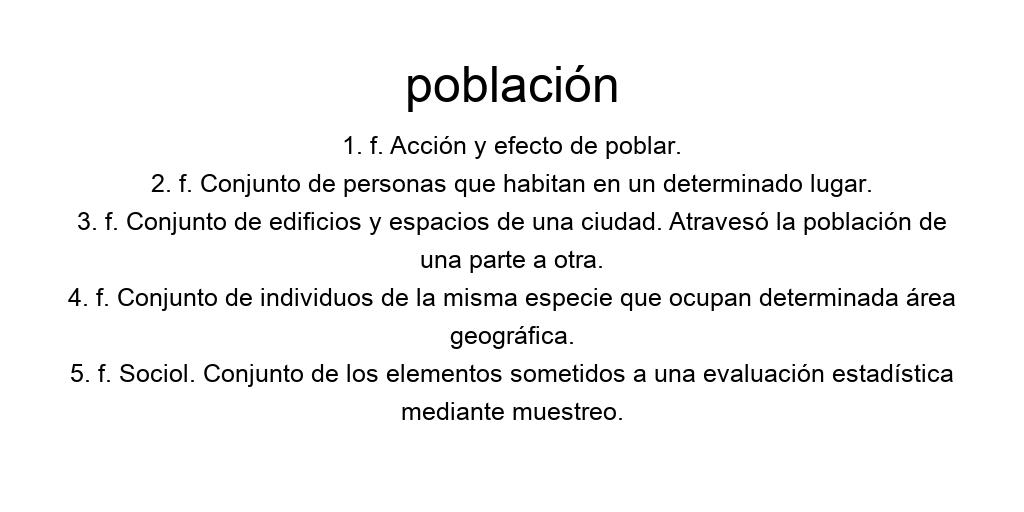 población
1. f. Acción y efecto de poblar.
2. f. Conjunto de personas que habitan en un determinado lugar.
3. f. Conjunto de edificios y espacios de una ciudad. Atravesó la población de
una parte a otra.
4. f. Conjunto de individuos de la misma especie que ocupan determinada área
geográfica.
5. f. Sociol. Conjunto de los elementos sometidos a una evaluación estadística
mediante muestreo.